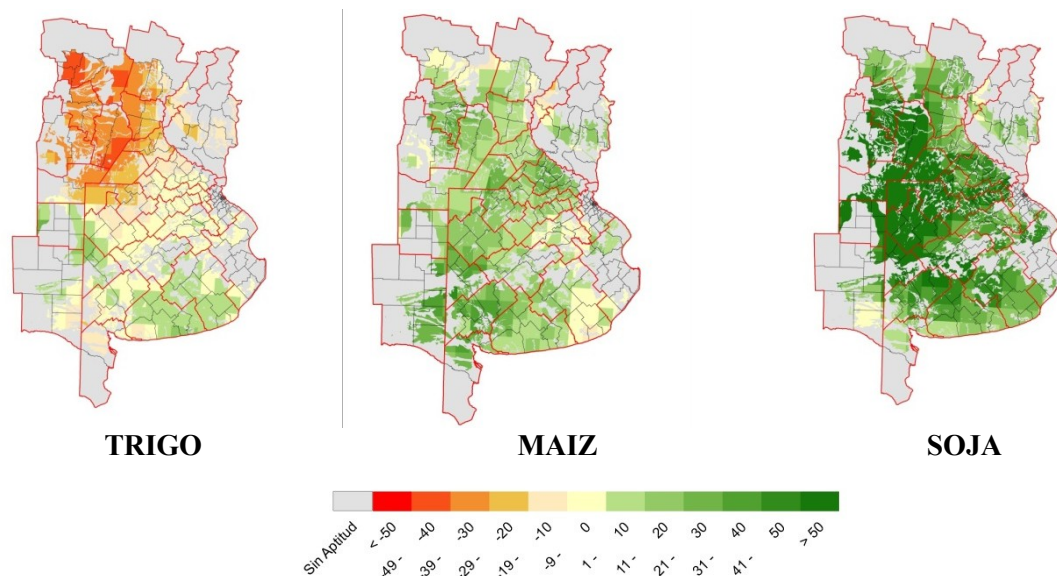 TRIGO
MAIZ
SOJA
Sin Aptitud
< -50
-49 - -40
-39 - -30
-29 - -20
-19 - -10
-9 - 0
1 - 10
11 - 20
21 - 30
31 - 40
41 - 50
> 50